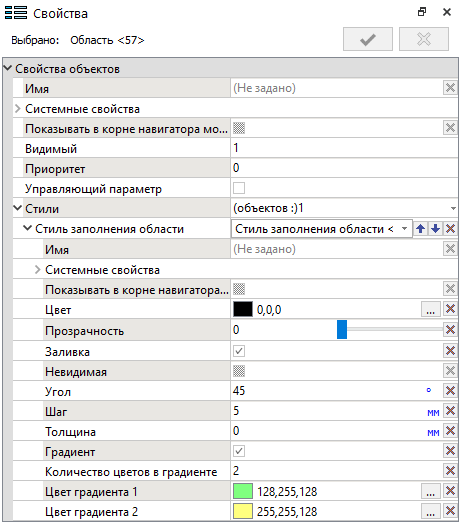 Свойства
Выбрано: Область <57>
Свойства объектов
Имя (Не задано)
Системные свойства
Показывать в корне навигатора мо...
Видимый 1
Приоритет 0
Управляющий параметр
Стили (объектов :)1
Стиль заполнения области Стиль заполнения области <
Имя (Не задано)
Системные свойства
Показывать в корне навигатора...
Цвет 0,0,0 ...
Прозрачность 0
Заливка
Невидимая
Угол 45 °
Шаг 5 мм
Толщина 0 мм
Градиент
Количество цветов в градиенте 2
Цвет градиента 1 128,255,128 ...
Цвет градиента 2 255,255,128 ...